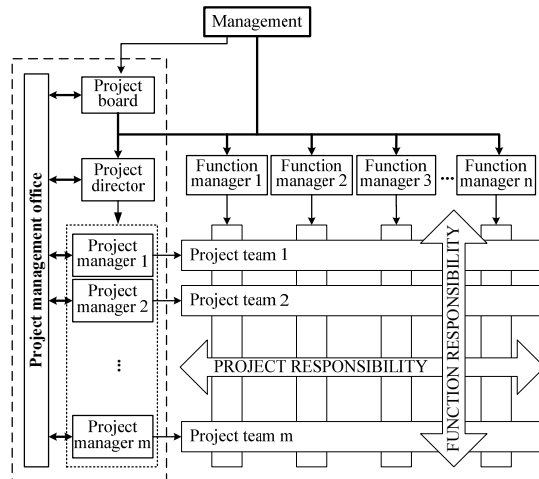 Management
Project
board
Project
director
Function
manager 1
Function
manager 2
Function
manager 3
...
Function
manager n
Project management office
Project
manager 1
Project team 1
Project
manager 2
Project team 2
...
PROJECT RESPONSIBILITY
FUNCTION RESPONSIBILITY
Project
manager m
Project team m